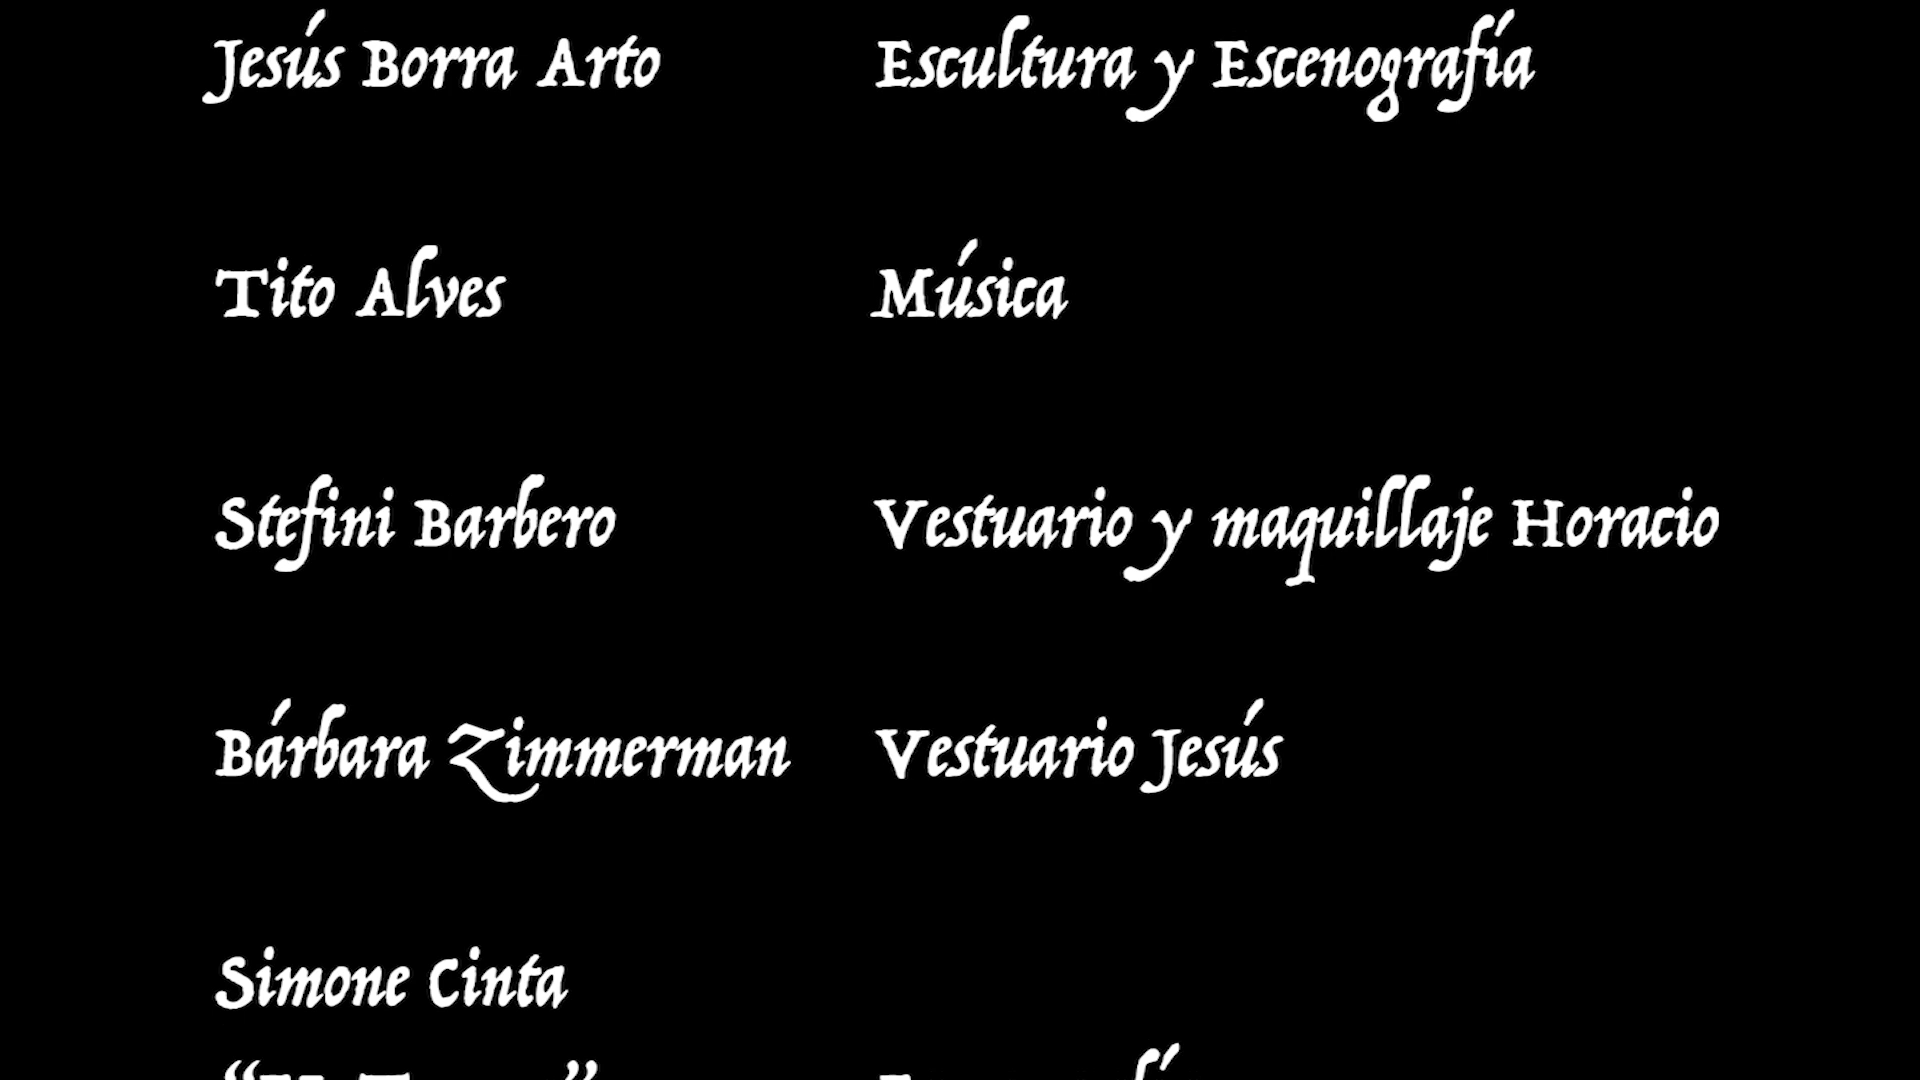 Jesús Borra Arto Escultura y Escenografía
Tito Alves Música
Stefini Barbero Vestuario y maquillaje Horacio
Bárbara Zimmerman Vestuario Jesús
Simone Cinta